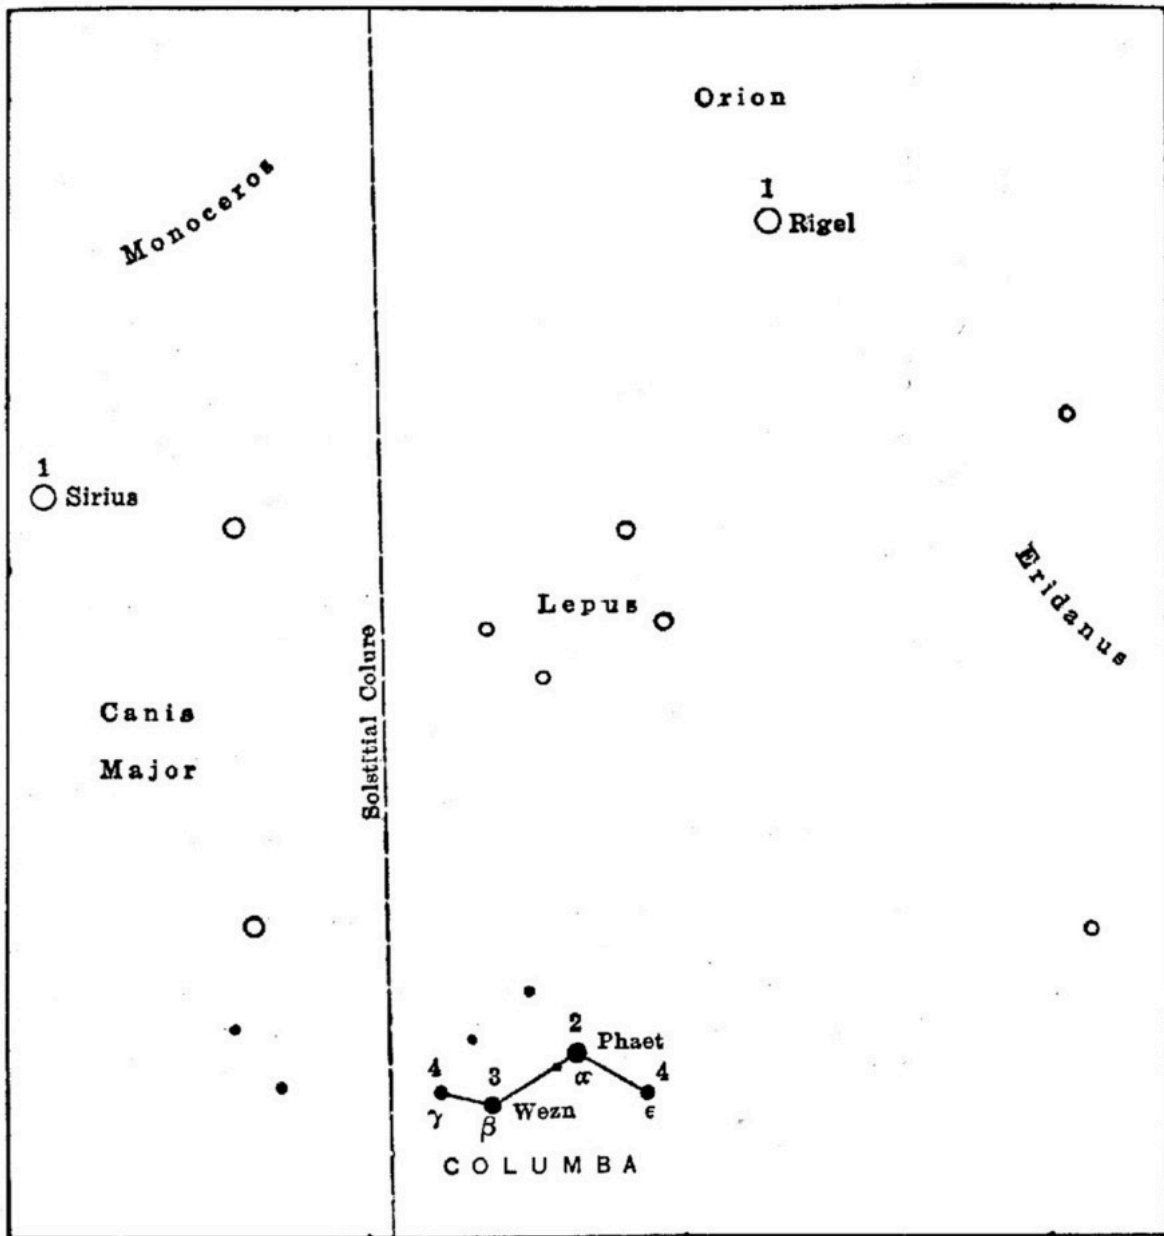 Orion
Monoceros
1
Rigel
1
Sirius
Lepus
Eridanus
Solstitial Colure
Canis
Major
2
Phaet
4
3
α
4
γ
β
Wezn
ϵ
COLUMBA